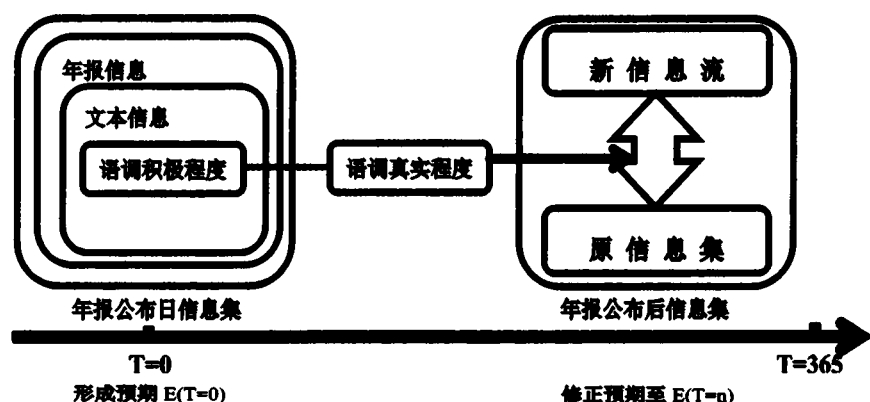 年报信息
文本信息
语调积极程度
语调真实程度
新信息流
原信息集
年报公布日信息集
年报公布后信息集
T=0
T=365
形成预期 E(T=0)
修正预期至 E(T=n)